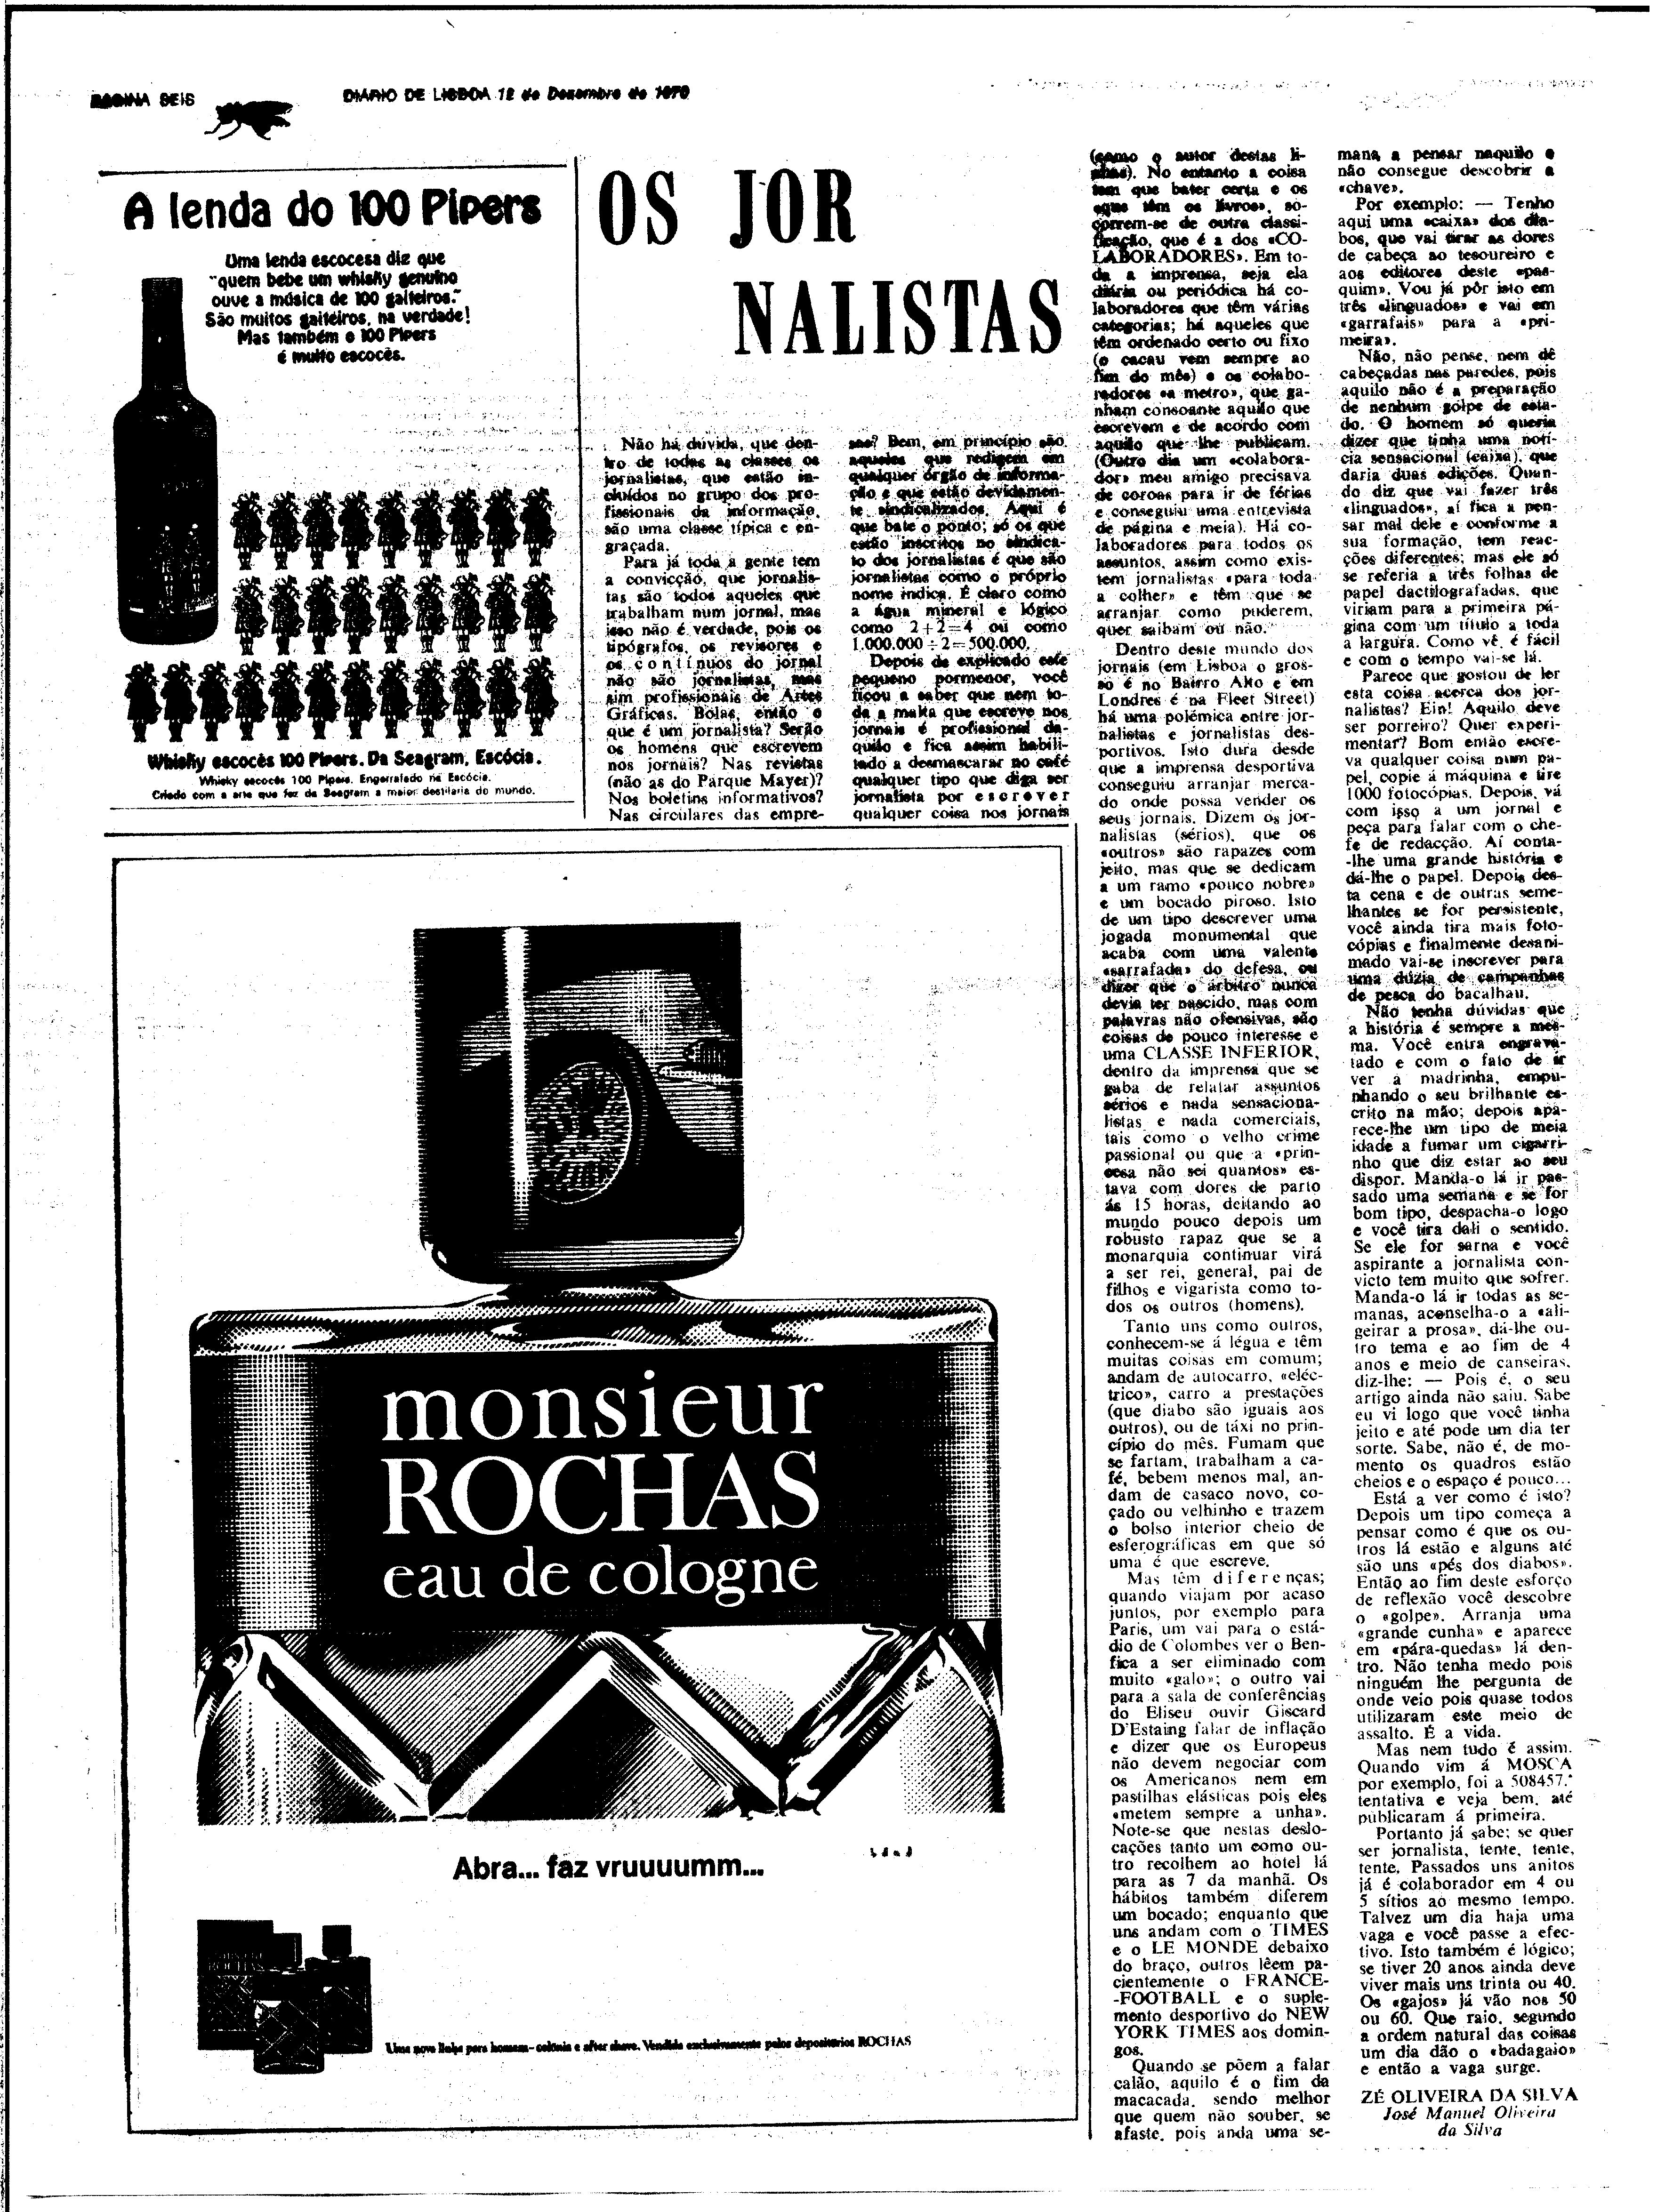 PAGINA SEIS
DIÁRIO DE LISBOA 12 de Dezembro de 1970
A lenda do 100 Pipers
Uma lenda escocesa diz que
"quem bebe um whisky genuíno
ouve a música de 100 gaiteiros."
São muitos gaiteiros, na verdade!
Mas também o 100 Pipers
é muito escocês.
Whisky escocês 100 Pipers. Da Seagram, Escócia.
Whisky escocês 100 Pipers. Engarrafado na Escócia.
Criado com a arte que fez da Seagram a maior destilaria do mundo.
OS JOR
NALISTAS
Não há dúvida, que den-
tro de todas as classes os
jornalistas, que estão in-
cluídos no grupo dos pro-
fissionais da informação,
são uma classe típica e en-
graçada.
Para já toda a gente tem
a convicção, que jornalis-
tas são todos aqueles que
trabalham num jornal, mas
isso não é verdade, pois os
tipógrafos, os revisores e
os contínuos do jornal
não são jornalistas, mas
sim profissionais de Artes
Gráficas. Bolas, então o
que é um jornalista? Serão
os homens que escrevem
nos jornais? Nas revistas
(não as do Parque Mayer)?
Nos boletins informativos?
Nas circulares das empre-
sas? Bem, em princípio são
aqueles que redigem em
qualquer órgão de informa-
ção e que estão devidamen-
te sindicalizados. Aqui é
que bate o ponto; só os que
estão inscritos no sindica-
to dos jornalistas é que são
jornalistas como o próprio
nome indica. É claro como
a água mineral e lógico
como 2+2=4 ou como
1.000.000÷2=500.000.
Depois de explicado este
pequeno pormenor, você
ficou a saber que nem to-
da a malta que escreve nos
jornais é profissional da-
quilo e fica assim habili-
tado a desmascarar no café
qualquer tipo que diga ser
jornalista por escrever
qualquer coisa nos jornais
(como o autor destas li-
nhas). No entanto a coisa
tem que bater certa e os
«que têm os livros», so-
correm-se de outra classi-
ficação, que é a dos «CO-
LABORADORES». Em to-
da a imprensa, seja ela
diária ou periódica há co-
laboradores que têm várias
categorias; há aqueles que
têm ordenado certo ou fixo
(o cacau vem sempre ao
fim do mês) e os colabo-
radores «a metro», que ga-
nham consoante aquilo que
escrevem e de acordo com
aquilo que lhe publicam.
(Outro dia um «colabora-
dor» meu amigo precisava
de coroas para ir de férias
e conseguiu uma entrevista
de página e meia). Há co-
laboradores para todos os
assuntos, assim como exis-
tem jornalistas «para toda
a colher» e têm que se
arranjar como puderem,
quer saibam ou não.
Dentro deste mundo dos
jornais (em Lisboa o gros-
so é no Bairro Alto e em
Londres é na Fleet Street)
há uma polémica entre jor-
nalistas e jornalistas des-
portivos. Isto dura desde
que a imprensa desportiva
conseguiu arranjar merca-
do onde possa vender os
seus jornais. Dizem os jor-
nalistas (sérios), que os
«outros» são rapazes com
jeito, mas que se dedicam
a um ramo «pouco nobre»
e um bocado piroso. Isto
de um tipo descrever uma
jogada monumental que
acaba com uma valente
«sarrafada» do defesa, ou
dizer que o árbitro nunca
devia ter nascido, mas com
palavras não ofensivas, são
coisas de pouco interesse e
uma CLASSE INFERIOR,
dentro da imprensa que se
gaba de relatar assuntos
sérios e nada sensaciona-
listas e nada comerciais,
tais como o velho crime
passional ou que a «prin-
cesa não sei quantos» es-
tava com dores de parto
ás 15 horas, deitando ao
mundo pouco depois um
robusto rapaz que se a
monarquia continuar virá
a ser rei, general, pai de
filhos e vigarista como to-
dos os outros (homens).
Tanto uns como outros,
conhecem-se á légua e têm
muitas coisas em comum;
andam de autocarro, «eléc-
trico», carro a prestações
(que diabo são iguais aos
outros), ou de táxi no prin-
cípio do mês. Fumam que
se fartam, trabalham a ca-
fé, bebem menos mal, an-
dam de casaco novo, co-
çado ou velhinho e trazem
o bolso interior cheio de
esferográficas em que só
uma é que escreve.
Mas têm diferenças;
quando viajam por acaso
juntos, por exemplo para
Paris, um vai para o está-
dio de Colombes ver o Ben-
fica a ser eliminado com
muito «galo»; o outro vai
para a sala de conferências
do Eliseu ouvir Giscard
D'Estaing falar de inflação
e dizer que os Europeus
não devem negociar com
os Americanos nem em
pastilhas elásticas pois eles
«metem sempre a unha».
Note-se que nestas deslo-
cações tanto um como ou-
tro recolhem ao hotel lá
para as 7 da manhã. Os
hábitos também diferem
um bocado; enquanto que
uns andam com o TIMES
e o LE MONDE debaixo
do braço, outros lêem pa-
cientemente o FRANCE-
-FOOTBALL e o suple-
mento desportivo do NEW
YORK TIMES aos domin-
gos.
Quando se põem a falar
calão, aquilo é o fim da
macacada, sendo melhor
que quem não souber, se
afaste, pois anda uma se-
mana a pensar naquilo e
não consegue descobrir a
«chave».
Por exemplo: — Tenho
aqui uma «caixa» dos dia-
bos, que vai tirar as dores
de cabeça ao tesoureiro e
aos editores deste «pas-
quim». Vou já pôr isto em
três «linguados» e vai em
«garrafais» para a «pri-
meira».
Não, não pense, nem dê
cabeçadas nas paredes, pois
aquilo não é a preparação
de nenhum golpe de esta-
do. O homem só queria
dizer que tinha uma notí-
cia sensacional (caixa), que
daria duas edições. Quan-
do diz que vai fazer três
«linguados», aí fica a pen-
sar mal dele e conforme a
sua formação, tem reac-
ções diferentes; mas ele só
se referia a três folhas de
papel dactilografadas, que
viriam para a primeira pá-
gina com um título a toda
a largura. Como vê, é fácil
e com o tempo vai-se lá.
Parece que gostou de ler
esta coisa acerca dos jor-
nalistas? Ein! Aquilo deve
ser porreiro? Quer experi-
mentar? Bom então escre-
va qualquer coisa num pa-
pel, copie á máquina e tire
1000 fotocópias. Depois, vá
com isso a um jornal e
peça para falar com o che-
fe de redacção. Aí conta-
-lhe uma grande história e
dá-lhe o papel. Depois des-
ta cena e de outras seme-
lhantes se for persistente,
você ainda tira mais foto-
cópias e finalmente desani-
mado vai-se inscrever para
uma dúzia de campanhas
de pesca do bacalhau.
Não tenha dúvidas que
a história é sempre a mes-
ma. Você entra engrava-
tado e com o fato de ir
ver a madrinha, empu-
nhando o seu brilhante es-
crito na mão; depois apa-
rece-lhe um tipo de meia
idade a fumar um cigarri-
nho que diz estar ao seu
dispor. Manda-o lá ir pas-
sado uma semana e se for
bom tipo, despacha-o logo
e você tira dali o sentido.
Se ele for sarna e você
aspirante a jornalista con-
victo tem muito que sofrer.
Manda-o lá ir todas as se-
manas, aconselha-o a «ali-
geirar a prosa», dá-lhe ou-
tro tema e ao fim de 4
anos e meio de canseiras,
diz-lhe: — Pois é, o seu
artigo ainda não saiu. Sabe
eu vi logo que você tinha
jeito e até pode um dia ter
sorte. Sabe, não é, de mo-
mento os quadros estão
cheios e o espaço é pouco...
Está a ver como é isto?
Depois um tipo começa a
pensar como é que os ou-
tros lá estão e alguns até
são uns «pés dos diabos».
Então ao fim deste esforço
de reflexão você descobre
o «golpe». Arranja uma
«grande cunha» e aparece
em «pára-quedas» lá den-
tro. Não tenha medo pois
ninguém lhe pergunta de
onde veio pois quase todos
utilizaram este meio de
assalto. É a vida.
Mas nem tudo é assim.
Quando vim á MOSCA
por exemplo, foi a 508457.ª
tentativa e veja bem, até
publicaram á primeira.
Portanto já sabe: se quer
ser jornalista, tente, tente,
tente. Passados uns anitos
já é colaborador em 4 ou
5 sítios ao mesmo tempo.
Talvez um dia haja uma
vaga e você passe a efec-
tivo. Isto também é lógico;
se tiver 20 anos ainda deve
viver mais uns trinta ou 40.
Os «gajos» já vão nos 50
ou 60. Que raio, segundo
a ordem natural das coisas
um dia dão o «badagaio»
e então a vaga surge.
ZÉ OLIVEIRA DA SILVA
José Manuel Oliveira
da Silva
monsieur
ROCHAS
eau de cologne
Abra... faz vruuuumm...
ROCHAS
Uma nova linha para homem - colónia e after shave. Vendida exclusivamente pelos depositários ROCHAS